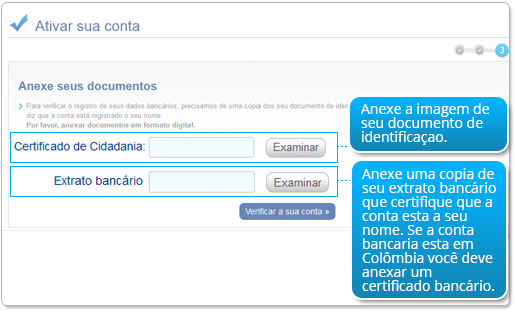 Ativar sua conta
3
Anexe seus documentos
Para verificar o registro de seus dados bancários, precisamos de uma cópia dos seu documento de iden
diz que a conta está registrado o seu nome.
Por favor, anexar documentos em formato digital.
Certificado de Cidadania:
Examinar
Extrato bancário
Examinar
Verificar a sua conta »
Anexe a imagem de
seu documento de
identificaçao.
Anexe uma copia de
seu extrato bancário
que certifique que a
conta esta a seu
nome. Se a conta
bancaria esta em
Colômbia você deve
anexar um
certificado bancário.